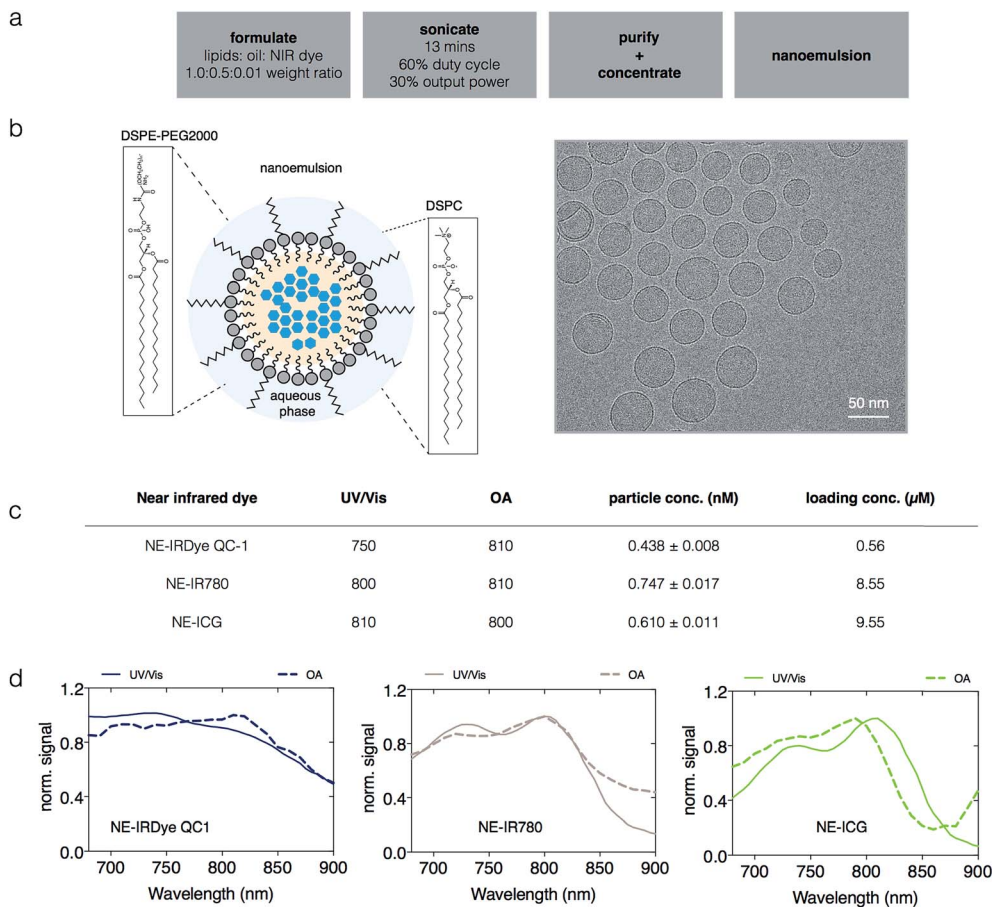 a
formulate
lipids: oil: NIR dye
1.0:0.5:0.01 weight ratio
sonicate
13 mins
60% duty cycle
30% output power
purify
+
concentrate
nanoemulsion
b
DSPE-PEG2000
nanoemulsion
DSPC
aqueous
phase
50 nm
c
Near infrared dye UV/Vis OA particle conc. (nM) loading conc. (µM)
NE-IRDye QC-1 750 810 0.438 ± 0.008 0.56
NE-IR780 800 810 0.747 ± 0.017 8.55
NE-ICG 810 800 0.610 ± 0.011 9.55
d
UV/Vis OA
1.2
0.8
0.4
0.0
norm. signal
NE-IRDye QC1
700 750 800 850 900
Wavelength (nm)
UV/Vis OA
1.2
0.8
0.4
0.0
norm. signal
NE-IR780
700 750 800 850 900
Wavelength (nm)
UV/Vis OA
1.2
0.8
0.4
0.0
norm. signal
NE-ICG
700 750 800 850 900
Wavelength (nm)